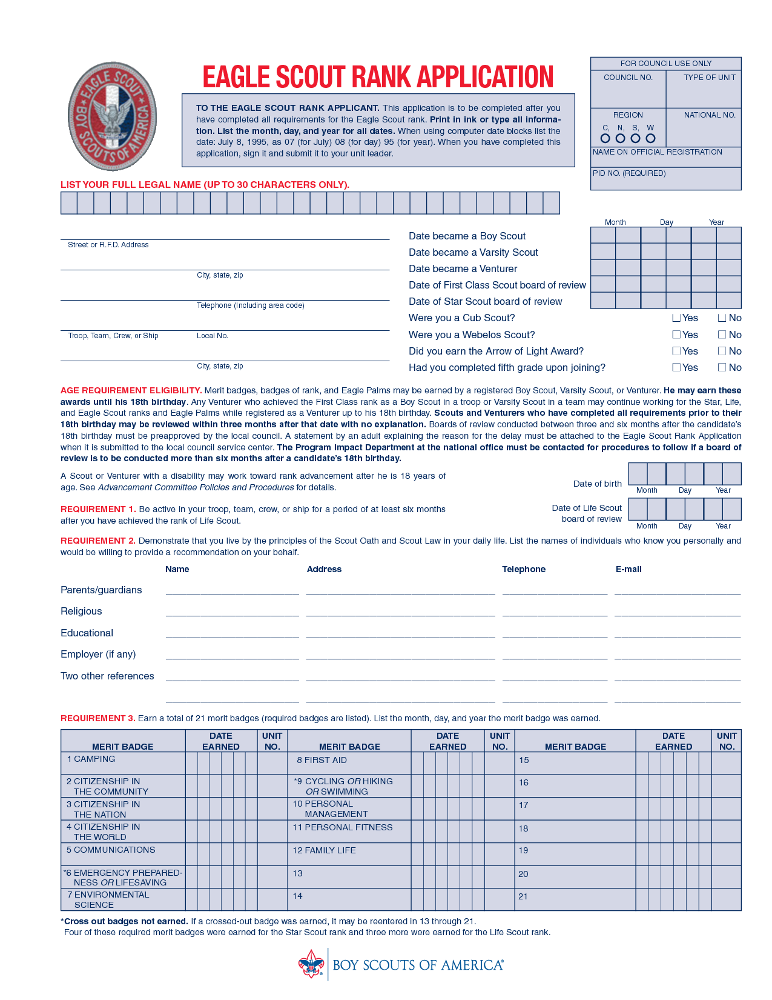 EAGLE SCOUT
BOY SCOUTS OF AMERICA
EAGLE SCOUT RANK APPLICATION
TO THE EAGLE SCOUT RANK APPLICANT. This application is to be completed after you
have completed all requirements for the Eagle Scout rank. Print in ink or type all informa-
tion. List the month, day, and year for all dates. When using computer date blocks list the
date: July 8, 1995, as 07 (for July) 08 (for day) 95 (for year). When you have completed this
application, sign it and submit it to your unit leader.
FOR COUNCIL USE ONLY
COUNCIL NO. TYPE OF UNIT
REGION NATIONAL NO.
C, N, S, W
NAME ON OFFICIAL REGISTRATION
PID NO. (REQUIRED)
LIST YOUR FULL LEGAL NAME (UP TO 30 CHARACTERS ONLY).
Street or R.F.D. Address
City, state, zip
Telephone (Including area code)
Troop, Team, Crew, or Ship Local No.
City, state, zip
Month Day Year
Date became a Boy Scout
Date became a Varsity Scout
Date became a Venturer
Date of First Class Scout board of review
Date of Star Scout board of review
Were you a Cub Scout? Yes No
Were you a Webelos Scout? Yes No
Did you earn the Arrow of Light Award? Yes No
Had you completed fifth grade upon joining? Yes No
AGE REQUIREMENT ELIGIBILITY. Merit badges, badges of rank, and Eagle Palms may be earned by a registered Boy Scout, Varsity Scout, or Venturer. He may earn these
awards until his 18th birthday. Any Venturer who achieved the First Class rank as a Boy Scout in a troop or Varsity Scout in a team may continue working for the Star, Life,
and Eagle Scout ranks and Eagle Palms while registered as a Venturer up to his 18th birthday. Scouts and Venturers who have completed all requirements prior to their
18th birthday may be reviewed within three months after that date with no explanation. Boards of review conducted between three and six months after the candidate's
18th birthday must be preapproved by the local council. A statement by an adult explaining the reason for the delay must be attached to the Eagle Scout Rank Application
when it is submitted to the local council service center. The Program Impact Department at the national office must be contacted for procedures to follow if a board of
review is to be conducted more than six months after a candidate's 18th birthday.
A Scout or Venturer with a disability may work toward rank advancement after he is 18 years of
age. See Advancement Committee Policies and Procedures for details.
Date of birth
Month Day Year
REQUIREMENT 1. Be active in your troop, team, crew, or ship for a period of at least six months
after you have achieved the rank of Life Scout.
Date of Life Scout
board of review
Month Day Year
REQUIREMENT 2. Demonstrate that you live by the principles of the Scout Oath and Scout Law in your daily life. List the names of individuals who know you personally and
would be willing to provide a recommendation on your behalf.
Name Address Telephone E-mail
Parents/guardians
Religious
Educational
Employer (if any)
Two other references
REQUIREMENT 3. Earn a total of 21 merit badges (required badges are listed). List the month, day, and year the merit badge was earned.
MERIT BADGE DATE EARNED UNIT NO. MERIT BADGE DATE EARNED UNIT NO. MERIT BADGE DATE EARNED UNIT NO.
1 CAMPING
2 CITIZENSHIP IN
THE COMMUNITY
3 CITIZENSHIP IN
THE NATION
4 CITIZENSHIP IN
THE WORLD
5 COMMUNICATIONS
*6 EMERGENCY PREPARED-
NESS OR LIFESAVING
7 ENVIRONMENTAL
SCIENCE
8 FIRST AID
*9 CYCLING OR HIKING
OR SWIMMING
10 PERSONAL
MANAGEMENT
11 PERSONAL FITNESS
12 FAMILY LIFE
13
14
15
16
17
18
19
20
21
*Cross out badges not earned. If a crossed-out badge was earned, it may be reentered in 13 through 21.
Four of these required merit badges were earned for the Star Scout rank and three more were earned for the Life Scout rank.
BOY SCOUTS OF AMERICA®